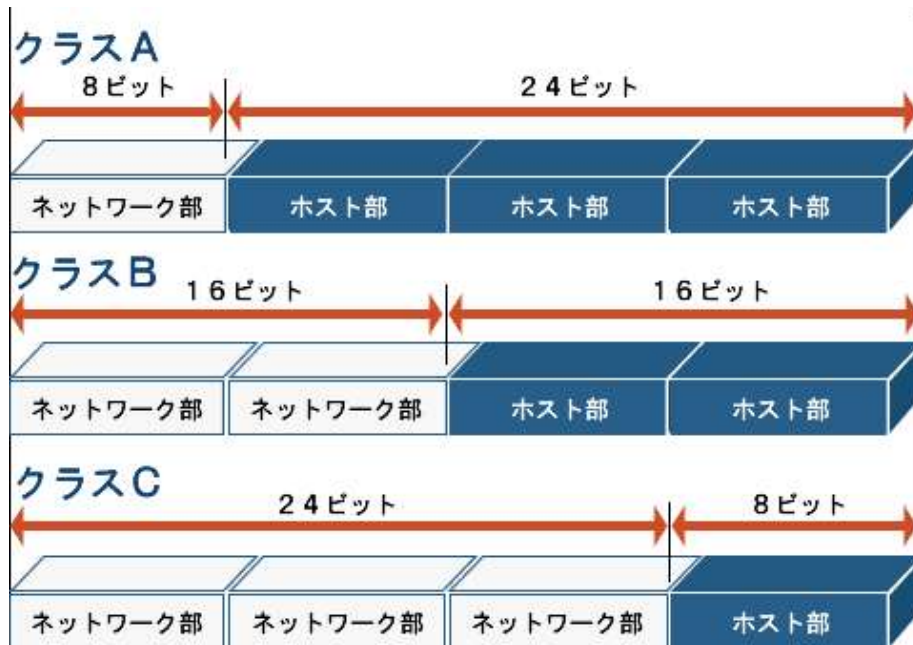 クラスA
8ビット 24ビット
ネットワーク部 ホスト部 ホスト部 ホスト部
クラスB
16ビット 16ビット
ネットワーク部 ネットワーク部 ホスト部 ホスト部
クラスC
24ビット 8ビット
ネットワーク部 ネットワーク部 ネットワーク部 ホスト部